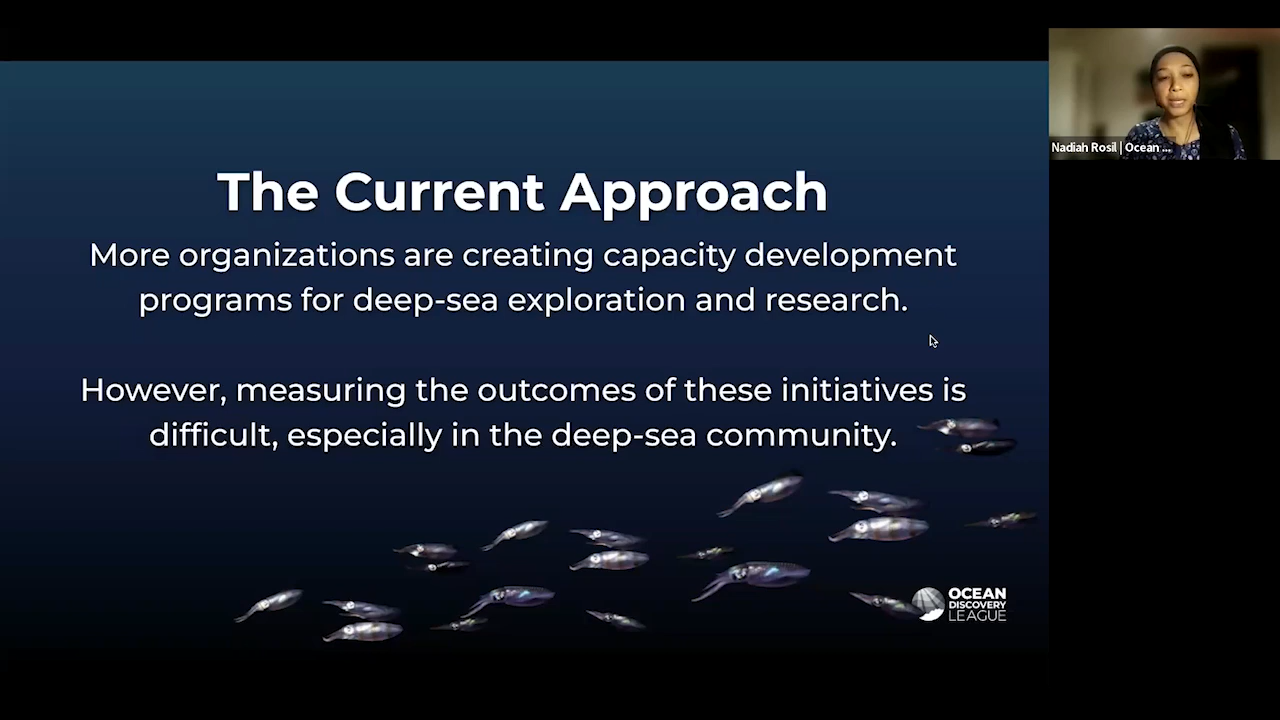 The Current Approach
More organizations are creating capacity development
programs for deep-sea exploration and research.
However, measuring the outcomes of these initiatives is
difficult, especially in the deep-sea community.
OCEAN
DISCOVERY
LEAGUE
Nadiah Rosil | Ocean ...